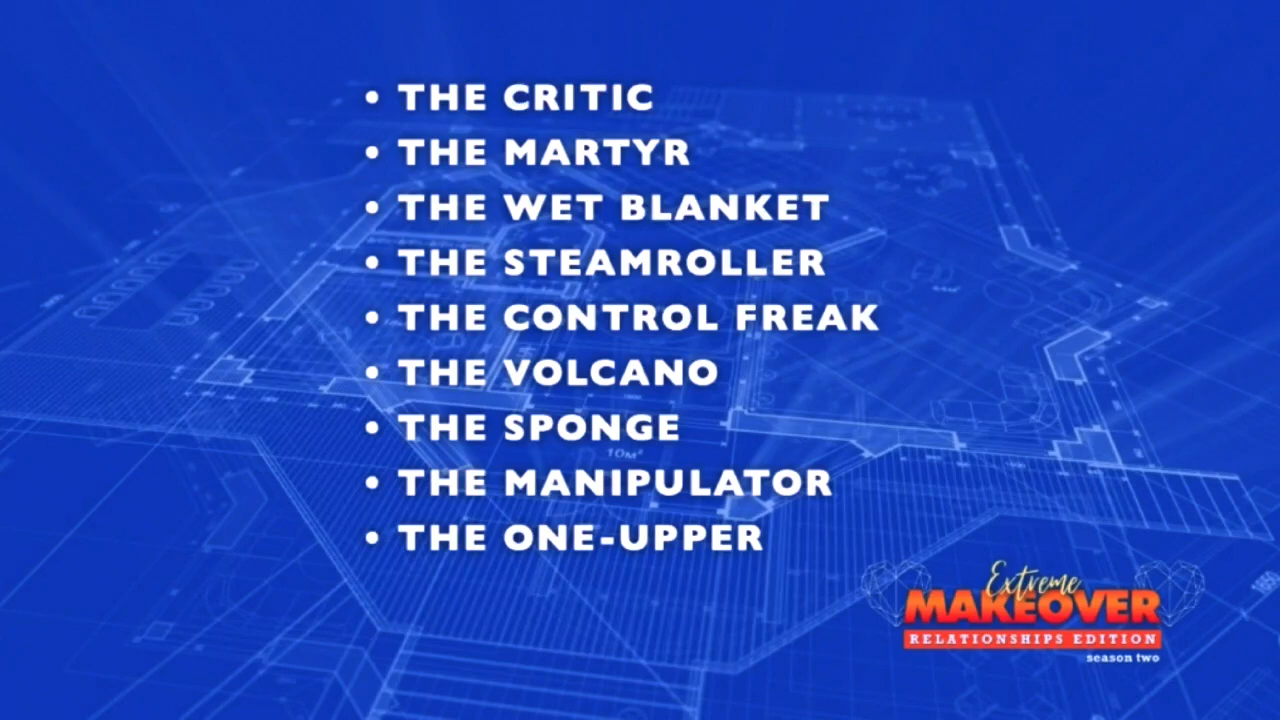 • THE CRITIC
• THE MARTYR
• THE WET BLANKET
• THE STEAMROLLER
• THE CONTROL FREAK
• THE VOLCANO
• THE SPONGE
• THE MANIPULATOR
• THE ONE-UPPER
10M²
Extreme
MAKEOVER
RELATIONSHIPS EDITION
season two